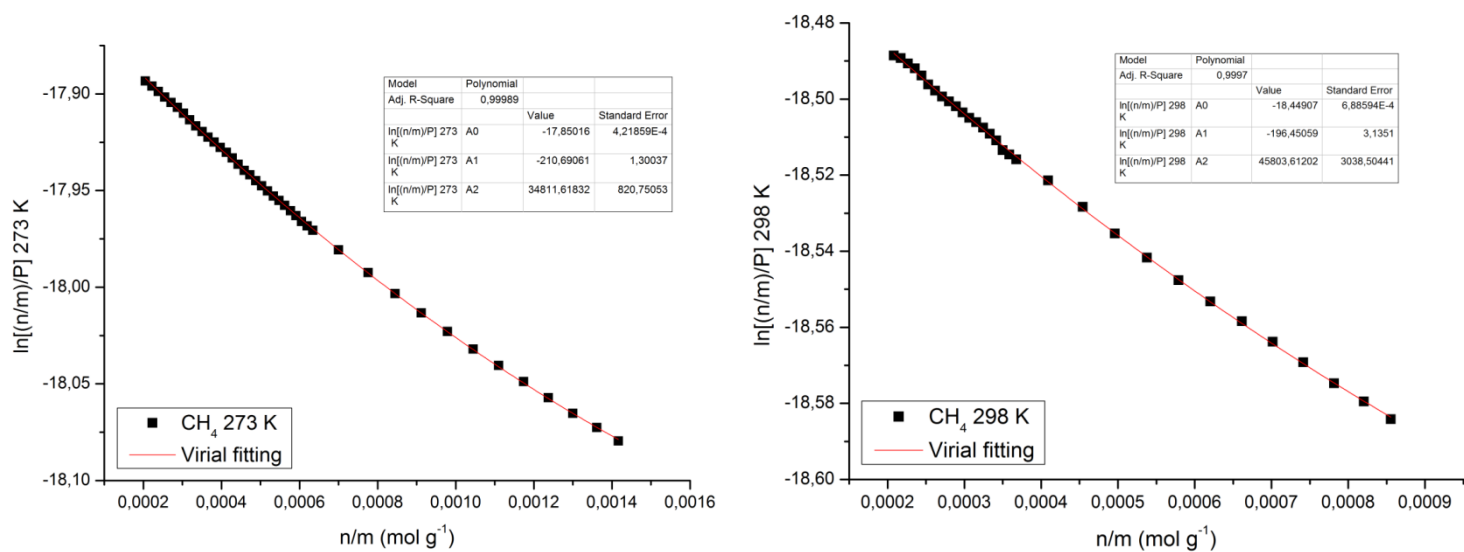 ln[(n/m)/P] 273 K
-17,90
-17,95
-18,00
-18,05
-18,10
Model Polynomial
Adj. R-Square 0,99989
Value Standard Error
ln[(n/m)/P] 273 K A0 -17,85016 4,21859E-4
ln[(n/m)/P] 273 K A1 -210,69061 1,30037
ln[(n/m)/P] 273 K A2 34811,61832 820,75053
CH4 273 K
Virial fitting
0,0002 0,0004 0,0006 0,0008 0,0010 0,0012 0,0014 0,0016
n/m (mol g-1)
ln[(n/m)/P] 298 K
-18,48
-18,50
-18,52
-18,54
-18,56
-18,58
-18,60
Model Polynomial
Adj. R-Square 0,9997
Value Standard Error
ln[(n/m)/P] 298 K A0 -18,44907 6,88594E-4
ln[(n/m)/P] 298 K A1 -196,45059 3,1351
ln[(n/m)/P] 298 K A2 45803,61202 3038,50441
CH4 298 K
Virial fitting
0,0002 0,0003 0,0004 0,0005 0,0006 0,0007 0,0008 0,0009
n/m (mol g-1)